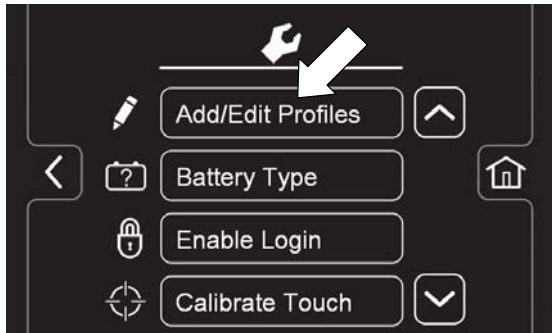 Add/Edit Profiles
Battery Type
?
Enable Login
Calibrate Touch